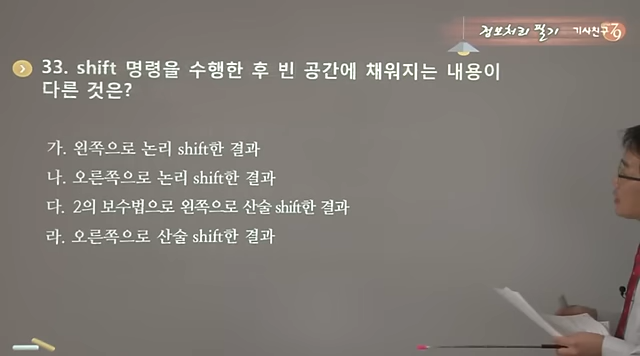 정보처리 필기 기사친구 79
33. shift 명령을 수행한 후 빈 공간에 채워지는 내용이
다른 것은?
가. 왼쪽으로 논리 shift한 결과
나. 오른쪽으로 논리 shift한 결과
다. 2의 보수법으로 왼쪽으로 산술 shift한 결과
라. 오른쪽으로 산술 shift한 결과